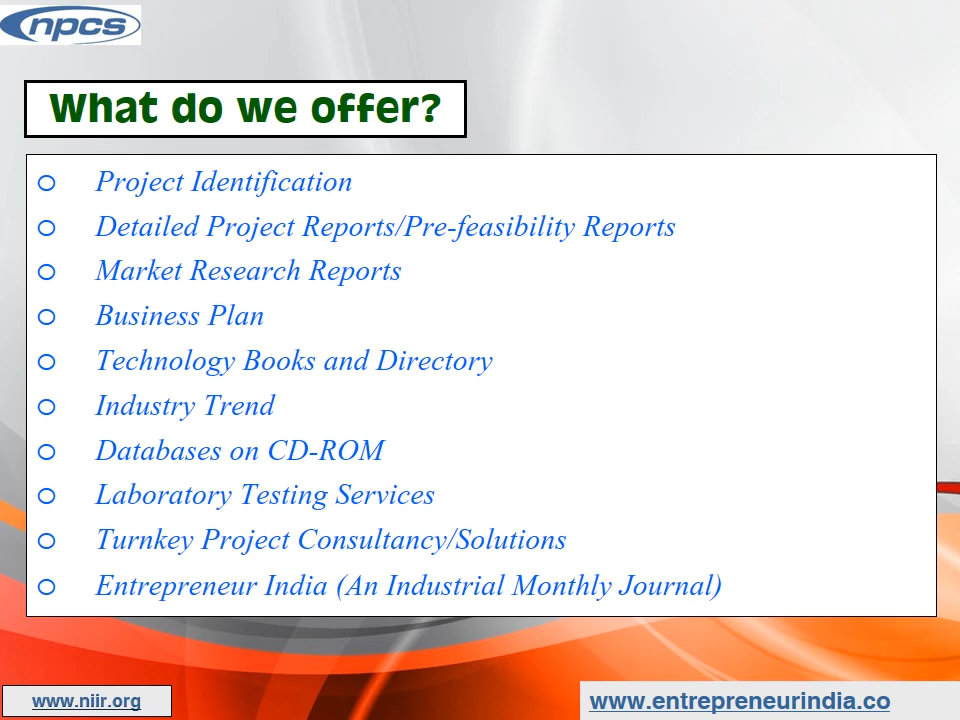 npcs
What do we offer?
Project Identification
Detailed Project Reports/Pre-feasibility Reports
Market Research Reports
Business Plan
Technology Books and Directory
Industry Trend
Databases on CD-ROM
Laboratory Testing Services
Turnkey Project Consultancy/Solutions
Entrepreneur India (An Industrial Monthly Journal)
www.niir.org
www.entrepreneurindia.co